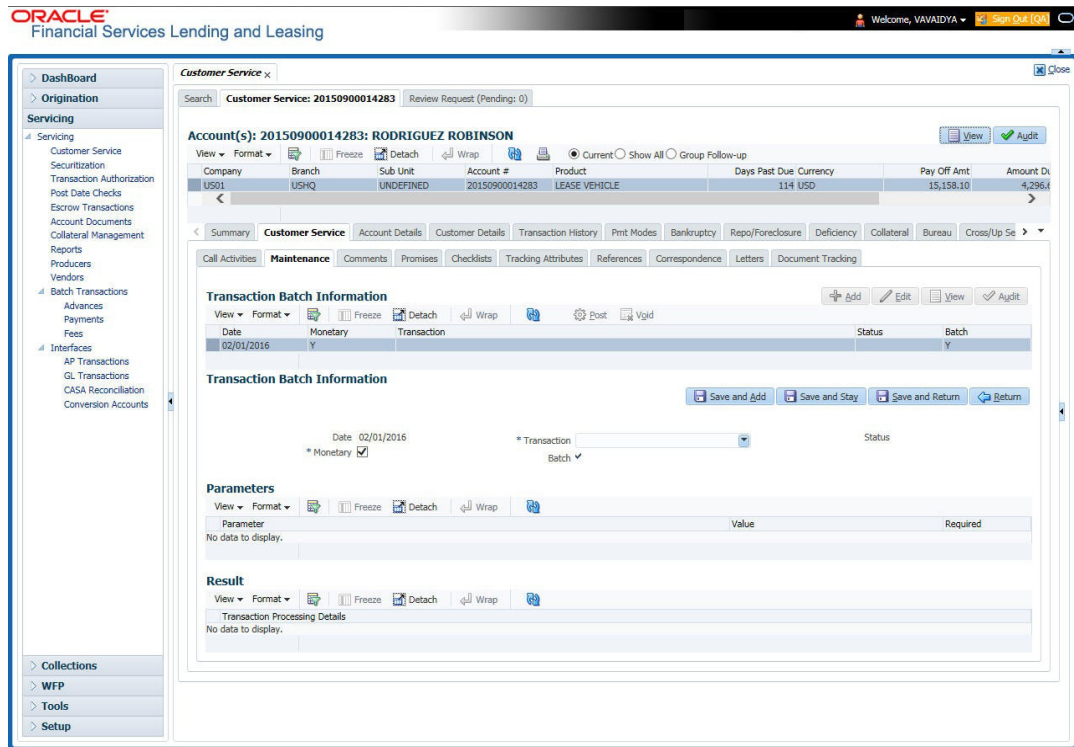 ORACLE
Financial Services Lending and Leasing
Welcome, VAVAIDYA
Sign Out [QA]
DashBoard
Origination
Servicing
Servicing
Customer Service
Securitization
Transaction Authorization
Post Date Checks
Escrow Transactions
Account Documents
Collateral Management
Reports
Producers
Vendors
Batch Transactions
Advances
Payments
Fees
Interfaces
AP Transactions
GL Transactions
CASA Reconciliation
Conversion Accounts
Collections
WFP
Tools
Setup
Customer Service x
Close
Search Customer Service: 20150900014283 Review Request (Pending: 0)
Account(s): 20150900014283: RODRIGUEZ ROBINSON
View Audit
View Format Freeze Detach Wrap Current Show All Group Follow-up
Company Branch Sub Unit Account # Product Days Past Due Currency Pay Off Amt Amount Du
US01 USHQ UNDEFINED 20150900014283 LEASE VEHICLE 114 USD 15,158.10 4,296.6
Summary Customer Service Account Details Customer Details Transaction History Pmt Modes Bankruptcy Repo/Foreclosure Deficiency Collateral Bureau Cross/Up Se
Call Activities Maintenance Comments Promises Checklists Tracking Attributes References Correspondence Letters Document Tracking
Transaction Batch Information
Add Edit View Audit
View Format Freeze Detach Wrap Post Void
Date Monetary Transaction Status Batch
02/01/2016 Y Y
Transaction Batch Information
Save and Add Save and Stay Save and Return Return
Date 02/01/2016 * Transaction Status
* Monetary Batch
Parameters
View Format Freeze Detach Wrap
Parameter Value Required
No data to display.
Result
View Format Freeze Detach Wrap
Transaction Processing Details
No data to display.